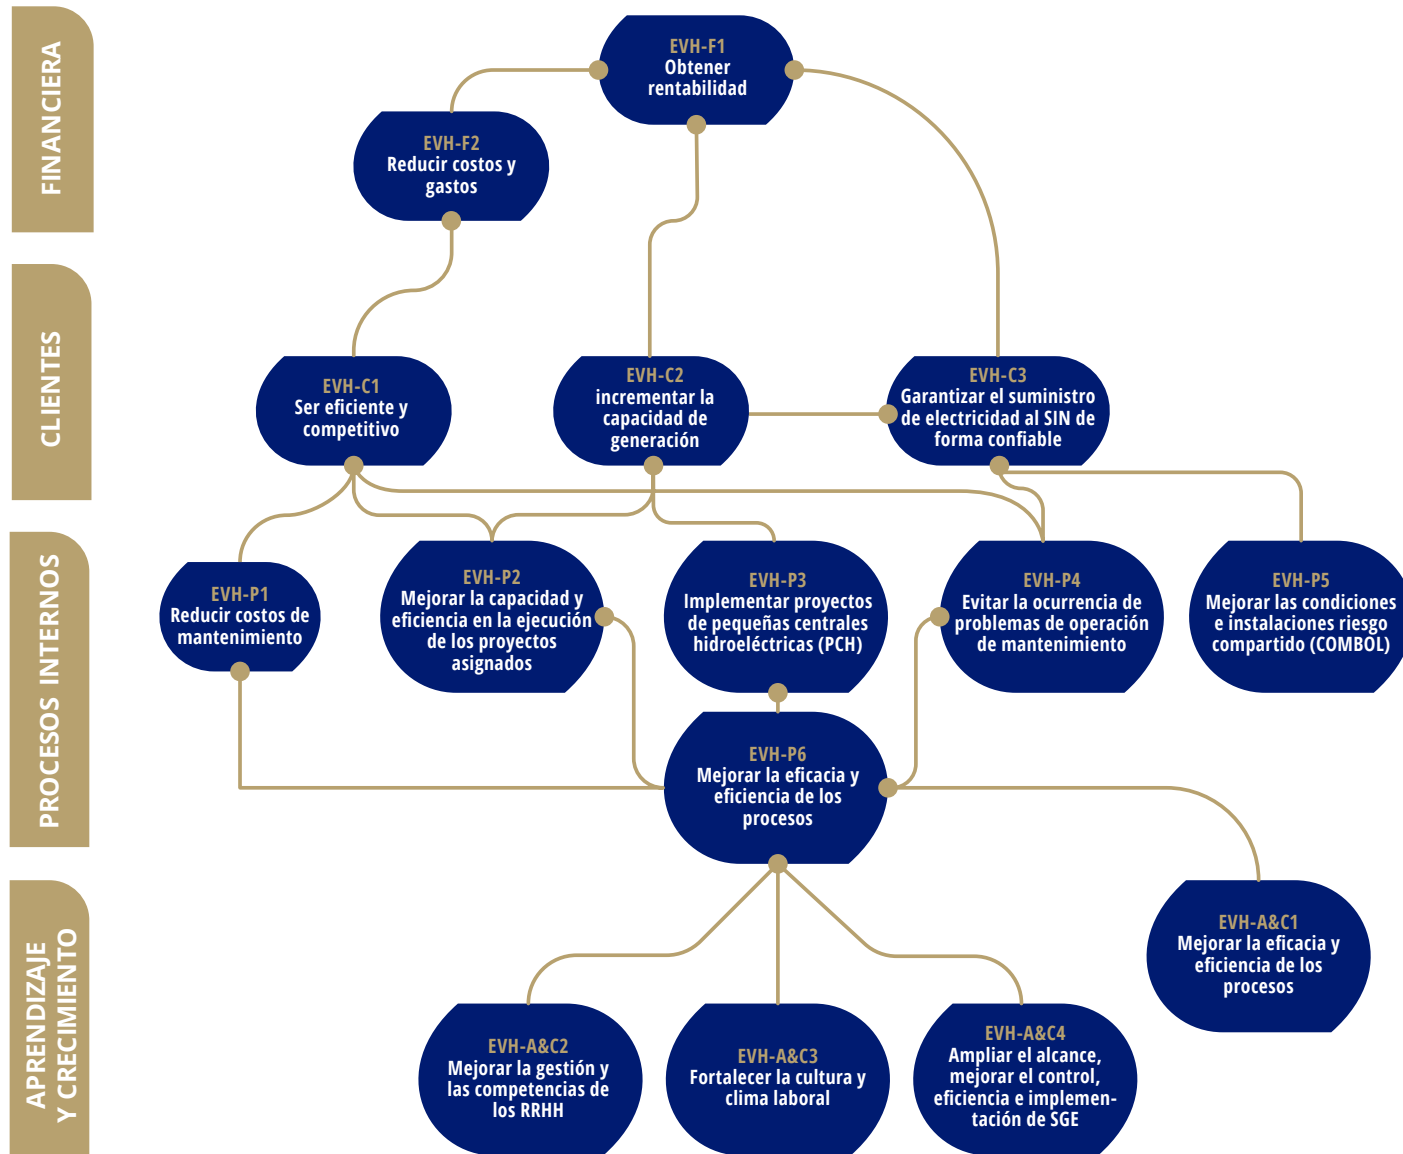 FINANCIERA
EVH-F1
Obtener
rentabilidad
EVH-F2
Reducir costos y
gastos
CLIENTES
EVH-C1
Ser eficiente y
competitivo
EVH-C2
incrementar la
capacidad de
generación
EVH-C3
Garantizar el suministro
de electricidad al SIN de
forma confiable
PROCESOS INTERNOS
EVH-P1
Reducir costos de
mantenimiento
EVH-P2
Mejorar la capacidad y
eficiencia en la ejecución
de los proyectos
asignados
EVH-P3
Implementar proyectos
de pequeñas centrales
hidroeléctricas (PCH)
EVH-P4
Evitar la ocurrencia de
problemas de operación
de mantenimiento
EVH-P5
Mejorar las condiciones
e instalaciones riesgo
compartido (COMBOL)
EVH-P6
Mejorar la eficacia y
eficiencia de los
procesos
APRENDIZAJE
Y CRECIMIENTO
EVH-A&C1
Mejorar la eficacia y
eficiencia de los
procesos
EVH-A&C2
Mejorar la gestión y
las competencias de
los RRHH
EVH-A&C3
Fortalecer la cultura y
clima laboral
EVH-A&C4
Ampliar el alcance,
mejorar el control,
eficiencia e implemen-
tación de SGE